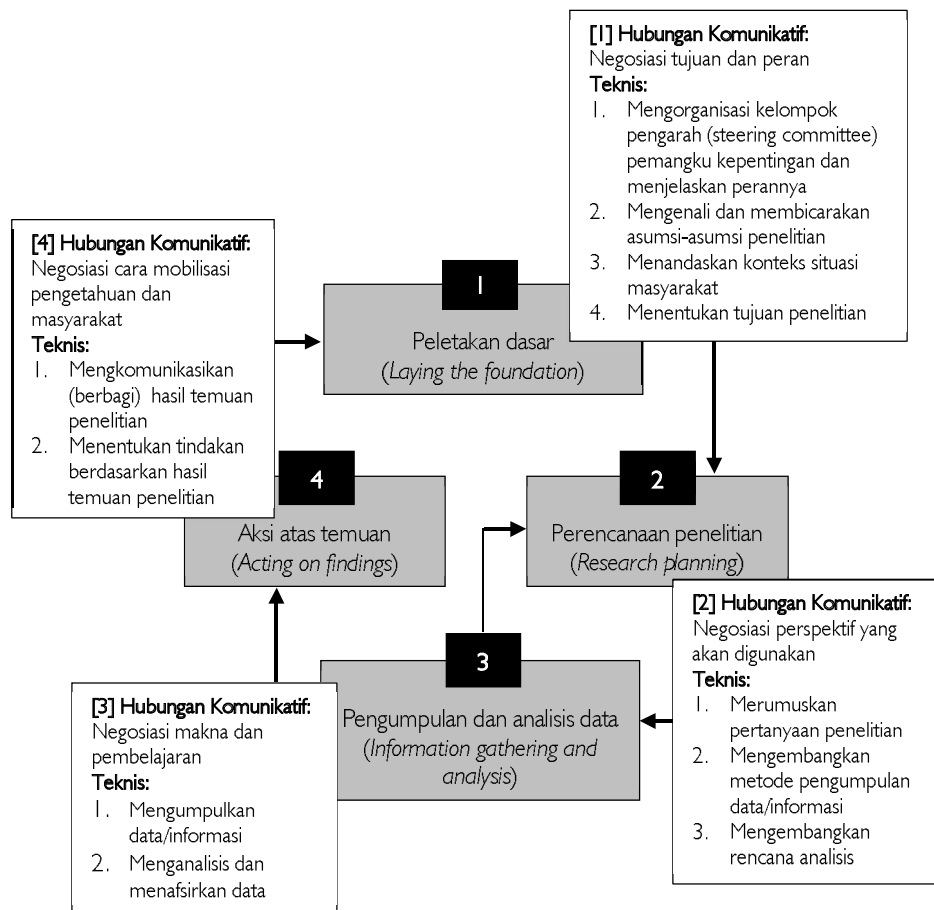 [1] Hubungan Komunikatif:
Negosiasi tujuan dan peran
Teknis:
1. Mengorganisasi kelompok
pengarah (steering committee)
pemangku kepentingan dan
menjelaskan perannya
2. Mengenali dan membicarakan
asumsi-asumsi penelitian
3. Menandaskan konteks situasi
masyarakat
4. Menentukan tujuan penelitian
[4] Hubungan Komunikatif:
Negosiasi cara mobilisasi
pengetahuan dan
masyarakat
Teknis:
1. Mengkomunikasikan
(berbagi) hasil temuan
penelitian
2. Menentukan tindakan
berdasarkan hasil
temuan penelitian
1
Peletakan dasar
(Laying the foundation)
4
Aksi atas temuan
(Acting on findings)
2
Perencanaan penelitian
(Research planning)
[2] Hubungan Komunikatif:
Negosiasi perspektif yang
akan digunakan
Teknis:
1. Merumuskan
pertanyaan penelitian
2. Mengembangkan
metode pengumpulan
data/informasi
3. Mengembangkan
rencana analisis
3
Pengumpulan dan analisis data
(Information gathering and
analysis)
[3] Hubungan Komunikatif:
Negosiasi makna dan
pembelajaran
Teknis:
1. Mengumpulkan
data/informasi
2. Menganalisis dan
menafsirkan data